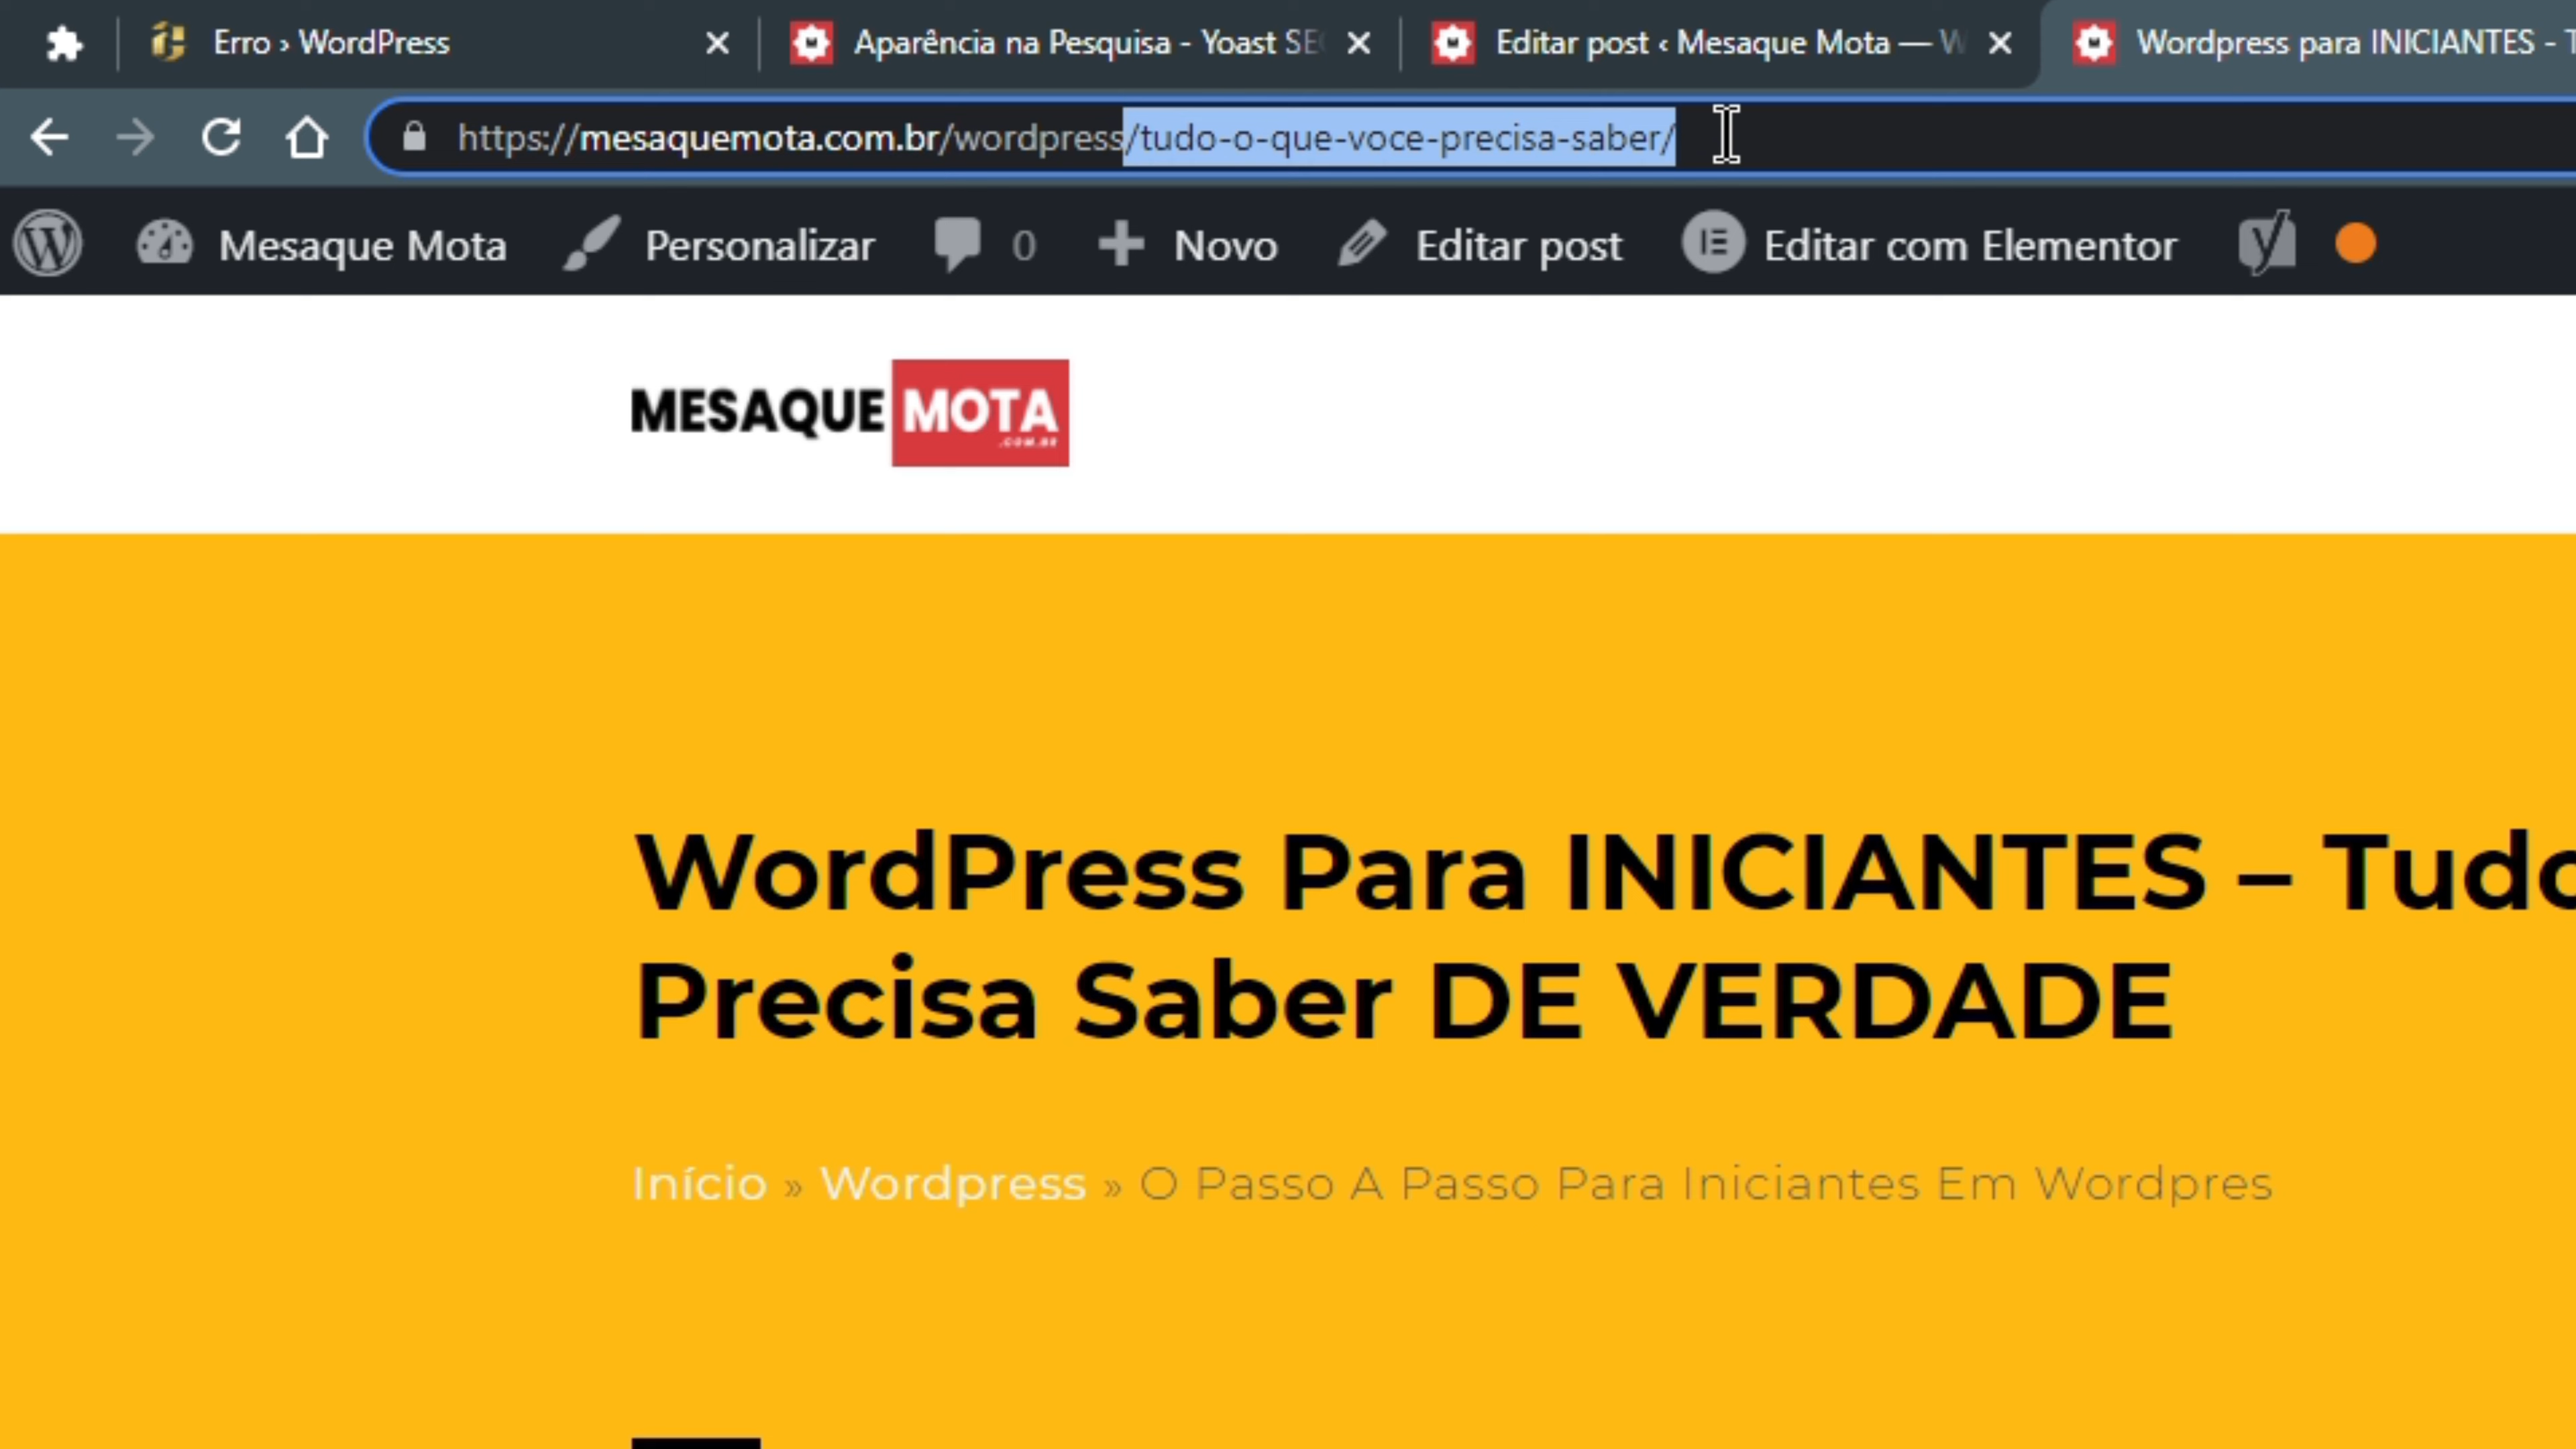 Erro › WordPress
Aparência na Pesquisa - Yoast SE
Editar post ‹ Mesaque Mota — W
Wordpress para INICIANTES - T
https://mesaquemota.com.br/wordpress/tudo-o-que-voce-precisa-saber/
Mesaque Mota Personalizar 0 Novo Editar post Editar com Elementor
MESAQUE MOTA
.COM.BR
WordPress Para INICIANTES – Tudo
Precisa Saber DE VERDADE
Início » Wordpress » O Passo A Passo Para Iniciantes Em Wordpres